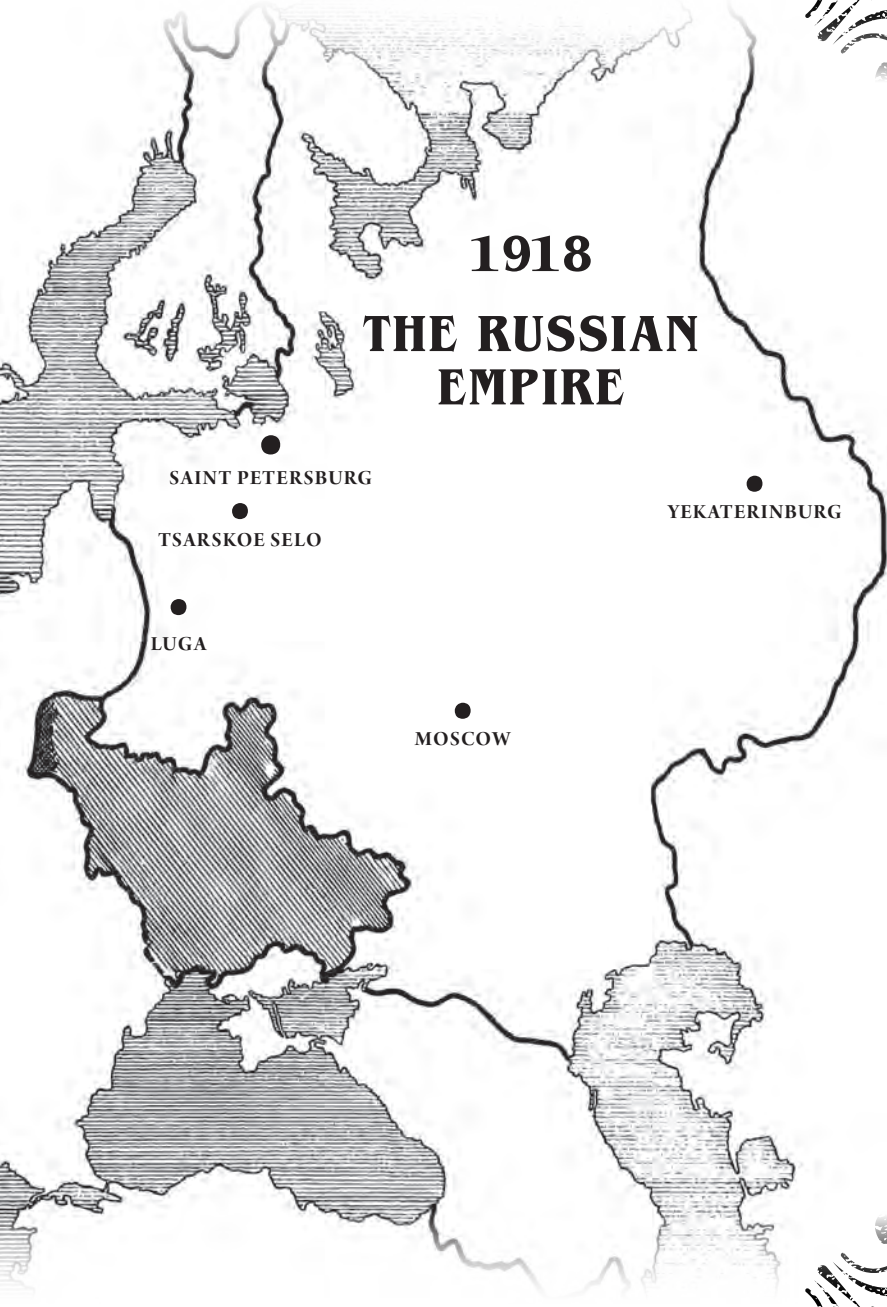 1918
THE RUSSIAN
EMPIRE
SAINT PETERSBURG
YEKATERINBURG
TSARSKOE SELO
LUGA
MOSCOW